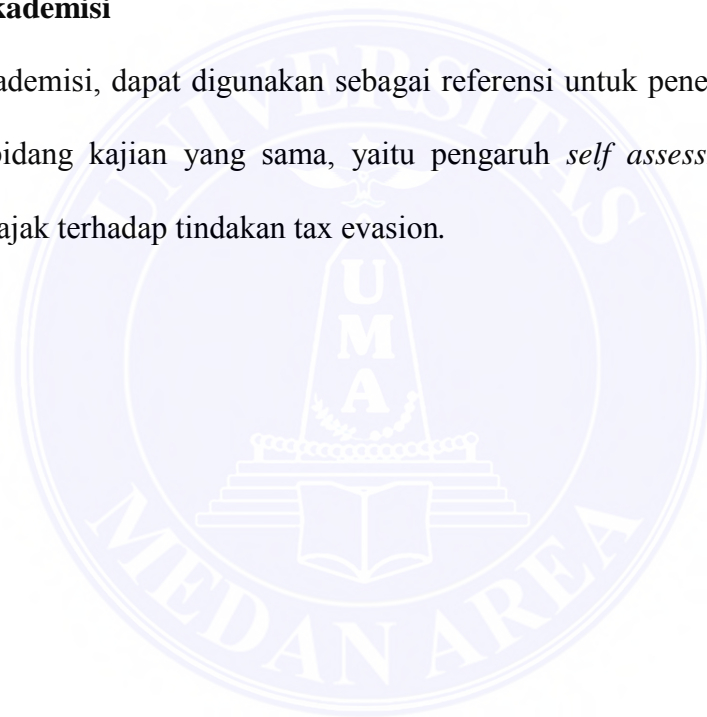 kademisi
ademisi, dapat digunakan sebagai referensi untuk pene
bidang kajian yang sama, yaitu pengaruh self assess
ajak terhadap tindakan tax evasion.
UNIVERSITAS
UMA
MEDAN AREA